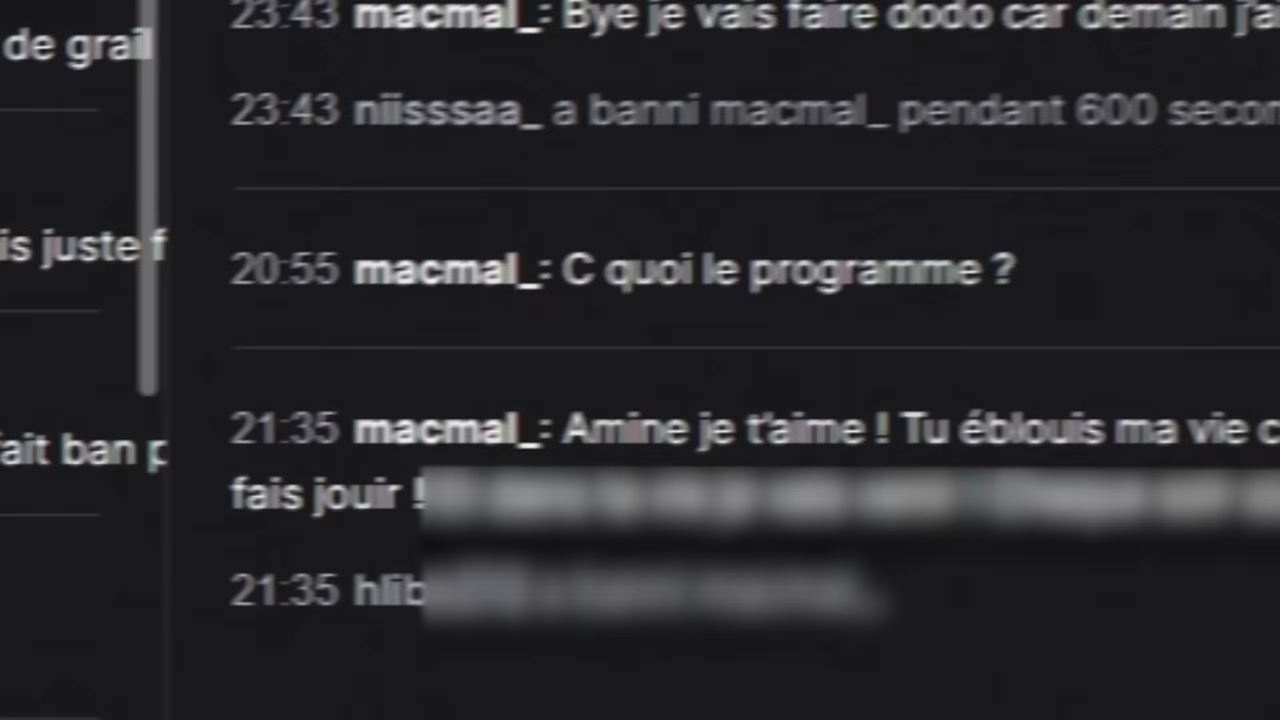 de grail
is juste f
fait ban p
23:43 macmal_: Bye je vais faire dodo car demain j'ai
23:43 niisssaa_ a banni macmal_ pendant 600 secon
20:55 macmal_: C quoi le programme ?
21:35 macmal_: Amine je t'aime ! Tu éblouis ma vie c
fais jouir !
21:35 hlib